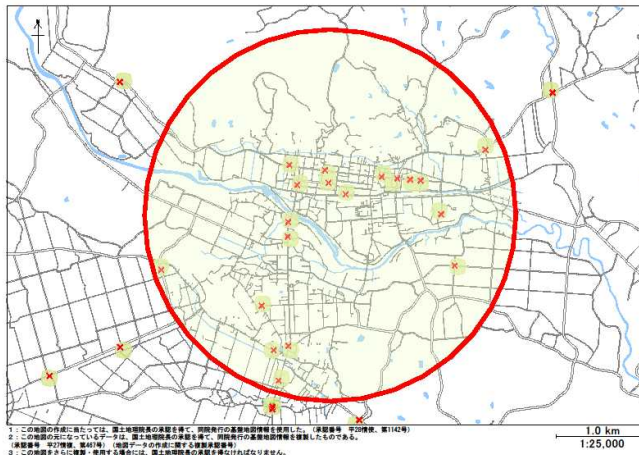 1：この地図の作成に当たっては、国土地理院長の承認を得て、同院発行の基盤地図情報を使用した。（承認番号　平28情使、第1142号）
2：この地図の元になっているデータは、国土地理院長の承認を得て、同院発行の基盤地図情報を複製したものである。
（承認番号　平27情複、第467号）（地図データの作成に関する複製承認番号）
3：この地図をさらに複製・使用する場合には、国土地理院長の承認を得なければなりません。
1.0 km
1:25,000